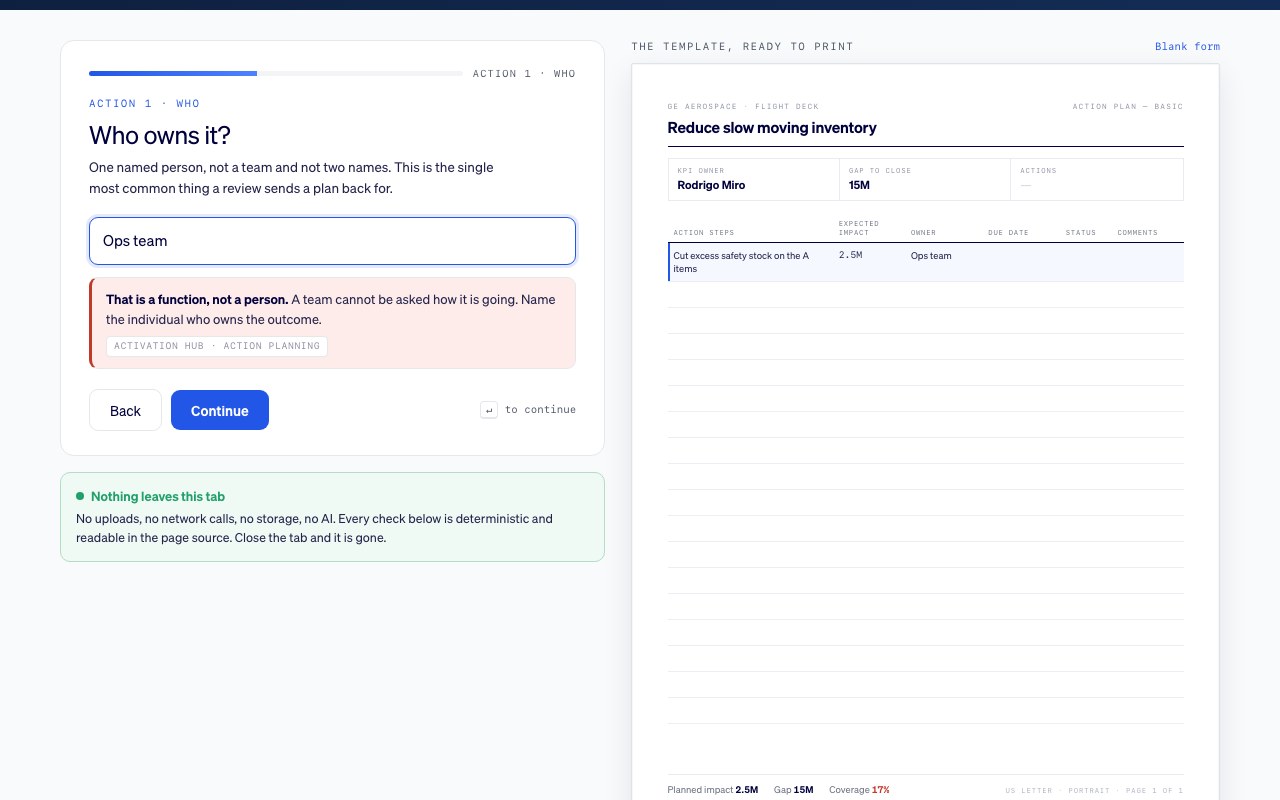 ACTION 1 · WHO
ACTION 1 · WHO
Who owns it?
One named person, not a team and not two names. This is the single
most common thing a review sends a plan back for.
Ops team
That is a function, not a person. A team cannot be asked how it is going. Name
the individual who owns the outcome.
ACTIVATION HUB · ACTION PLANNING
Back
Continue
↵ to continue
Nothing leaves this tab
No uploads, no network calls, no storage, no AI. Every check below is deterministic and
readable in the page source. Close the tab and it is gone.
THE TEMPLATE, READY TO PRINT
Blank form
GE AEROSPACE · FLIGHT DECK
ACTION PLAN — BASIC
Reduce slow moving inventory
KPI OWNER
Rodrigo Miro
GAP TO CLOSE
15M
ACTIONS
—
ACTION STEPS
EXPECTED
IMPACT
OWNER
DUE DATE
STATUS
COMMENTS
Cut excess safety stock on the A
items
2.5M
Ops team
Planned impact 2.5M
Gap 15M
Coverage 17%
US LETTER · PORTRAIT · PAGE 1 OF 1